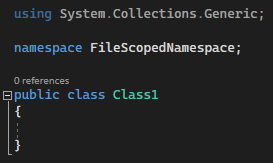 using System.Collections.Generic;
namespace FileScopedNamespace;
0 references
public class Class1
{
}